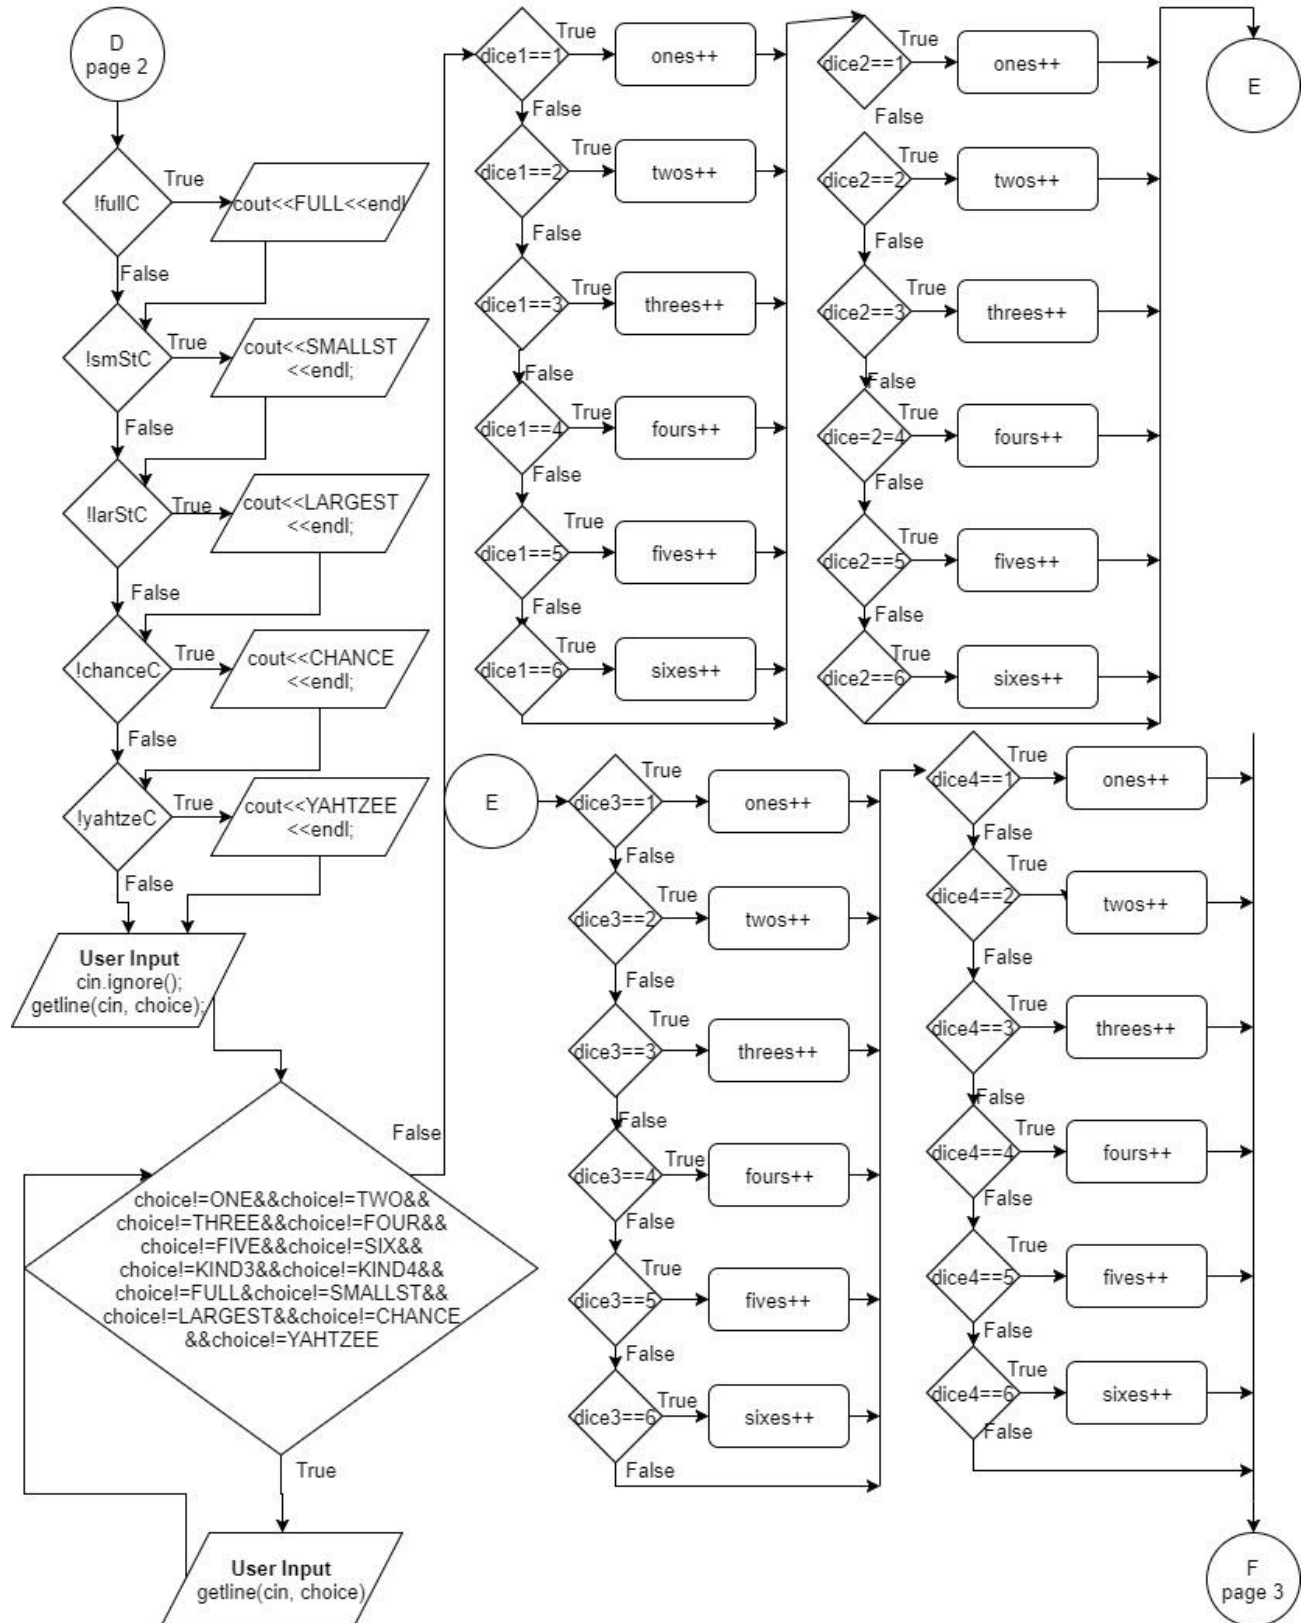 D
page 2
!fullC
True
cout<<FULL<<endl
False
!smStC
True
cout<<SMALLST
<<endl;
False
!larStC
True
cout<<LARGEST
<<endl;
False
!chanceC
True
cout<<CHANCE
<<endl;
False
!yahtzeC
True
cout<<YAHTZEE
<<endl;
False
User Input
cin.ignore();
getline(cin, choice);
False
choice!=ONE&&choice!=TWO&&
choice!=THREE&&choice!=FOUR&&
choice!=FIVE&&choice!=SIX&&
choice!=KIND3&&choice!=KIND4&&
choice!=FULL&choice!=SMALLST&&
choice!=LARGEST&&choice!=CHANCE
&&choice!=YAHTZEE
True
User Input
getline(cin, choice)
dice1==1
True
ones++
False
dice1==2
True
twos++
False
dice1==3
True
threes++
False
dice1==4
True
fours++
False
dice1==5
True
fives++
False
dice1==6
True
sixes++
dice2==1
True
ones++
False
dice2==2
True
twos++
False
dice2==3
True
threes++
False
dice=2=4
True
fours++
False
dice2==5
True
fives++
False
dice2==6
True
sixes++
E
E
dice3==1
True
ones++
False
dice3==2
True
twos++
False
dice3==3
True
threes++
False
dice3==4
True
fours++
False
dice3==5
True
fives++
False
dice3==6
True
sixes++
False
dice4==1
True
ones++
False
dice4==2
True
twos++
False
dice4==3
True
threes++
False
dice4==4
True
fours++
False
dice4==5
True
fives++
False
dice4==6
True
sixes++
False
F
page 3